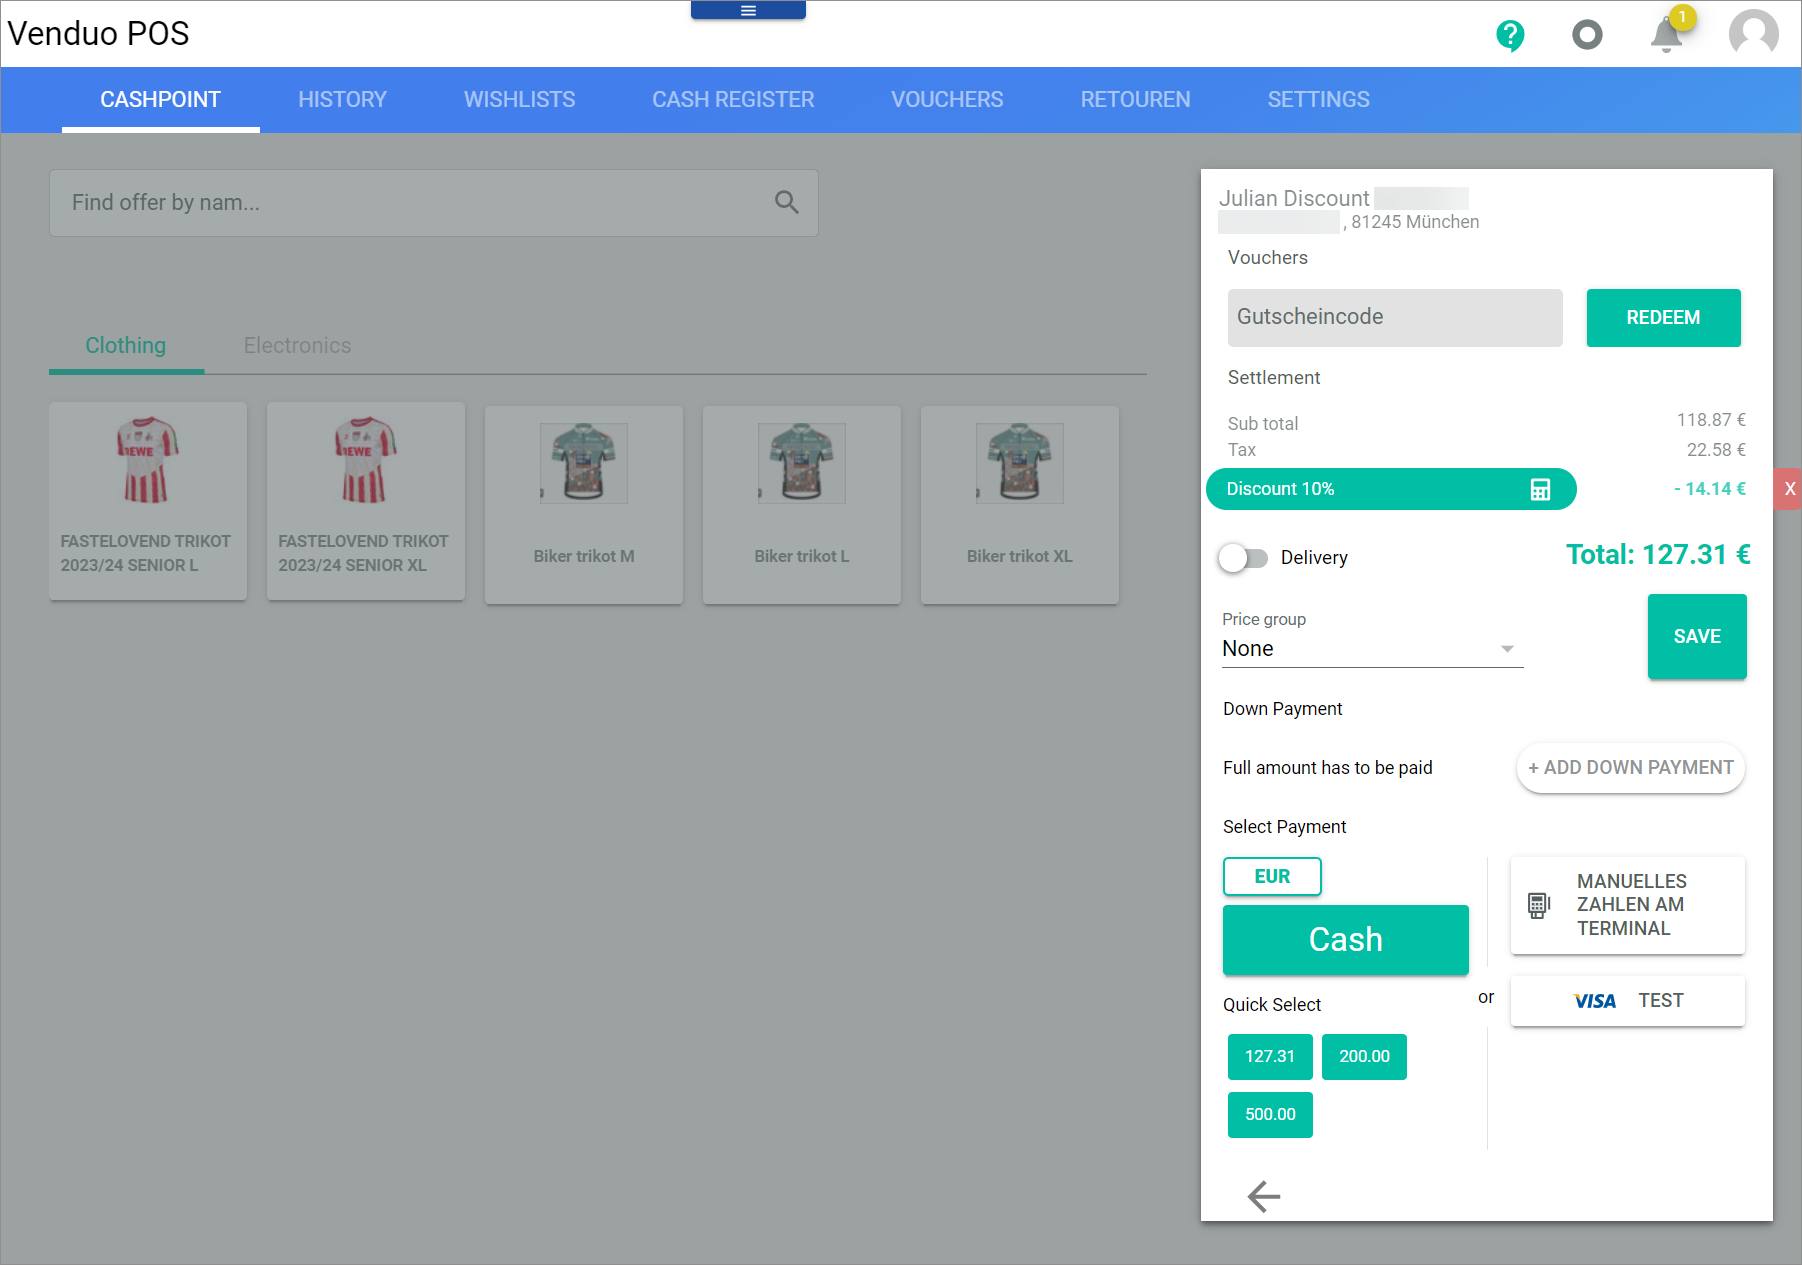 Venduo POS
1
CASHPOINT HISTORY WISHLISTS CASH REGISTER VOUCHERS RETOUREN SETTINGS
Find offer by nam...
Clothing Electronics
REWE
REWE
FASTELOVEND TRIKOT
2023/24 SENIOR L
FASTELOVEND TRIKOT
2023/24 SENIOR XL
Biker trikot M
Biker trikot L
Biker trikot XL
Julian Discount
, 81245 München
Vouchers
Gutscheincode
REDEEM
Settlement
Sub total 118.87 €
Tax 22.58 €
Discount 10% - 14.14 € X
Delivery Total: 127.31 €
Price group
None
SAVE
Down Payment
Full amount has to be paid + ADD DOWN PAYMENT
Select Payment
EUR
Cash
Quick Select
127.31 200.00
500.00
or
MANUELLES
ZAHLEN AM
TERMINAL
VISA TEST